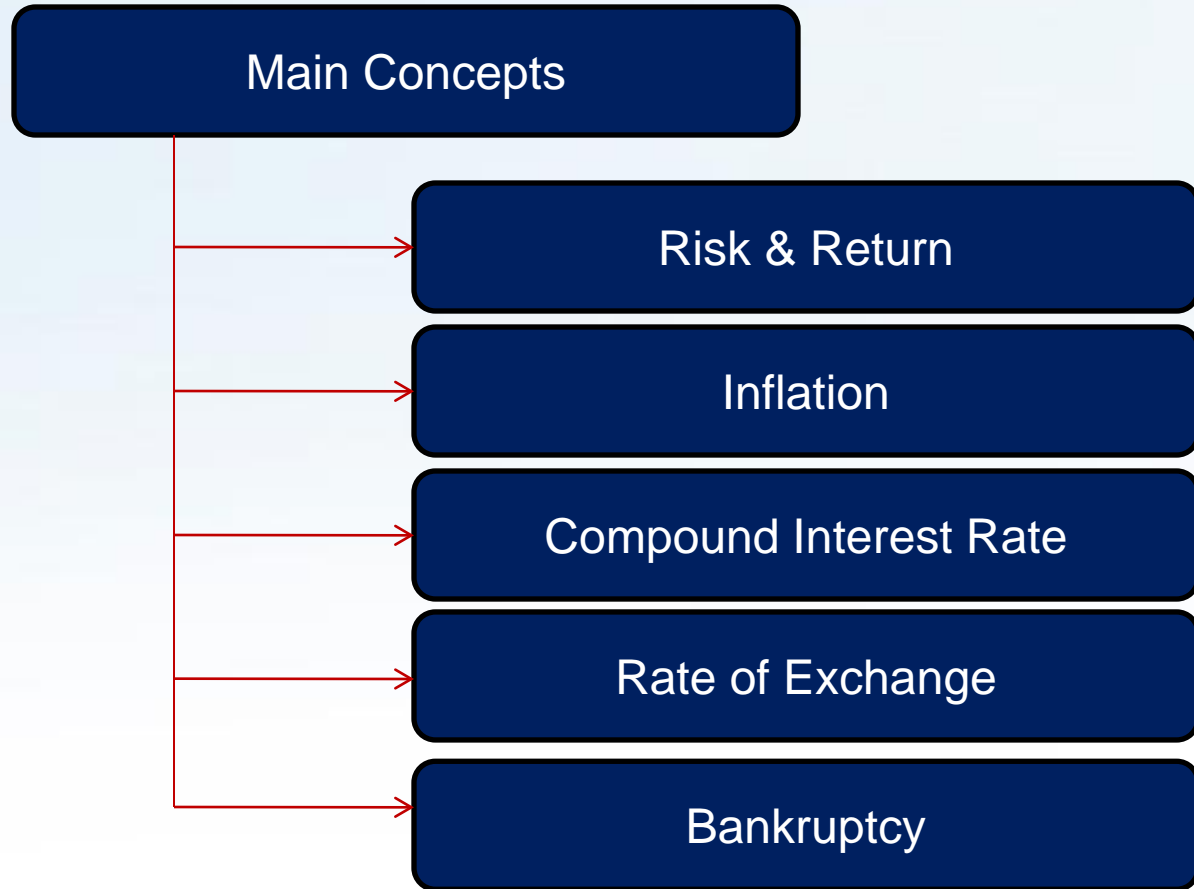 Main Concepts
Risk & Return
Inflation
Compound Interest Rate
Rate of Exchange
Bankruptcy